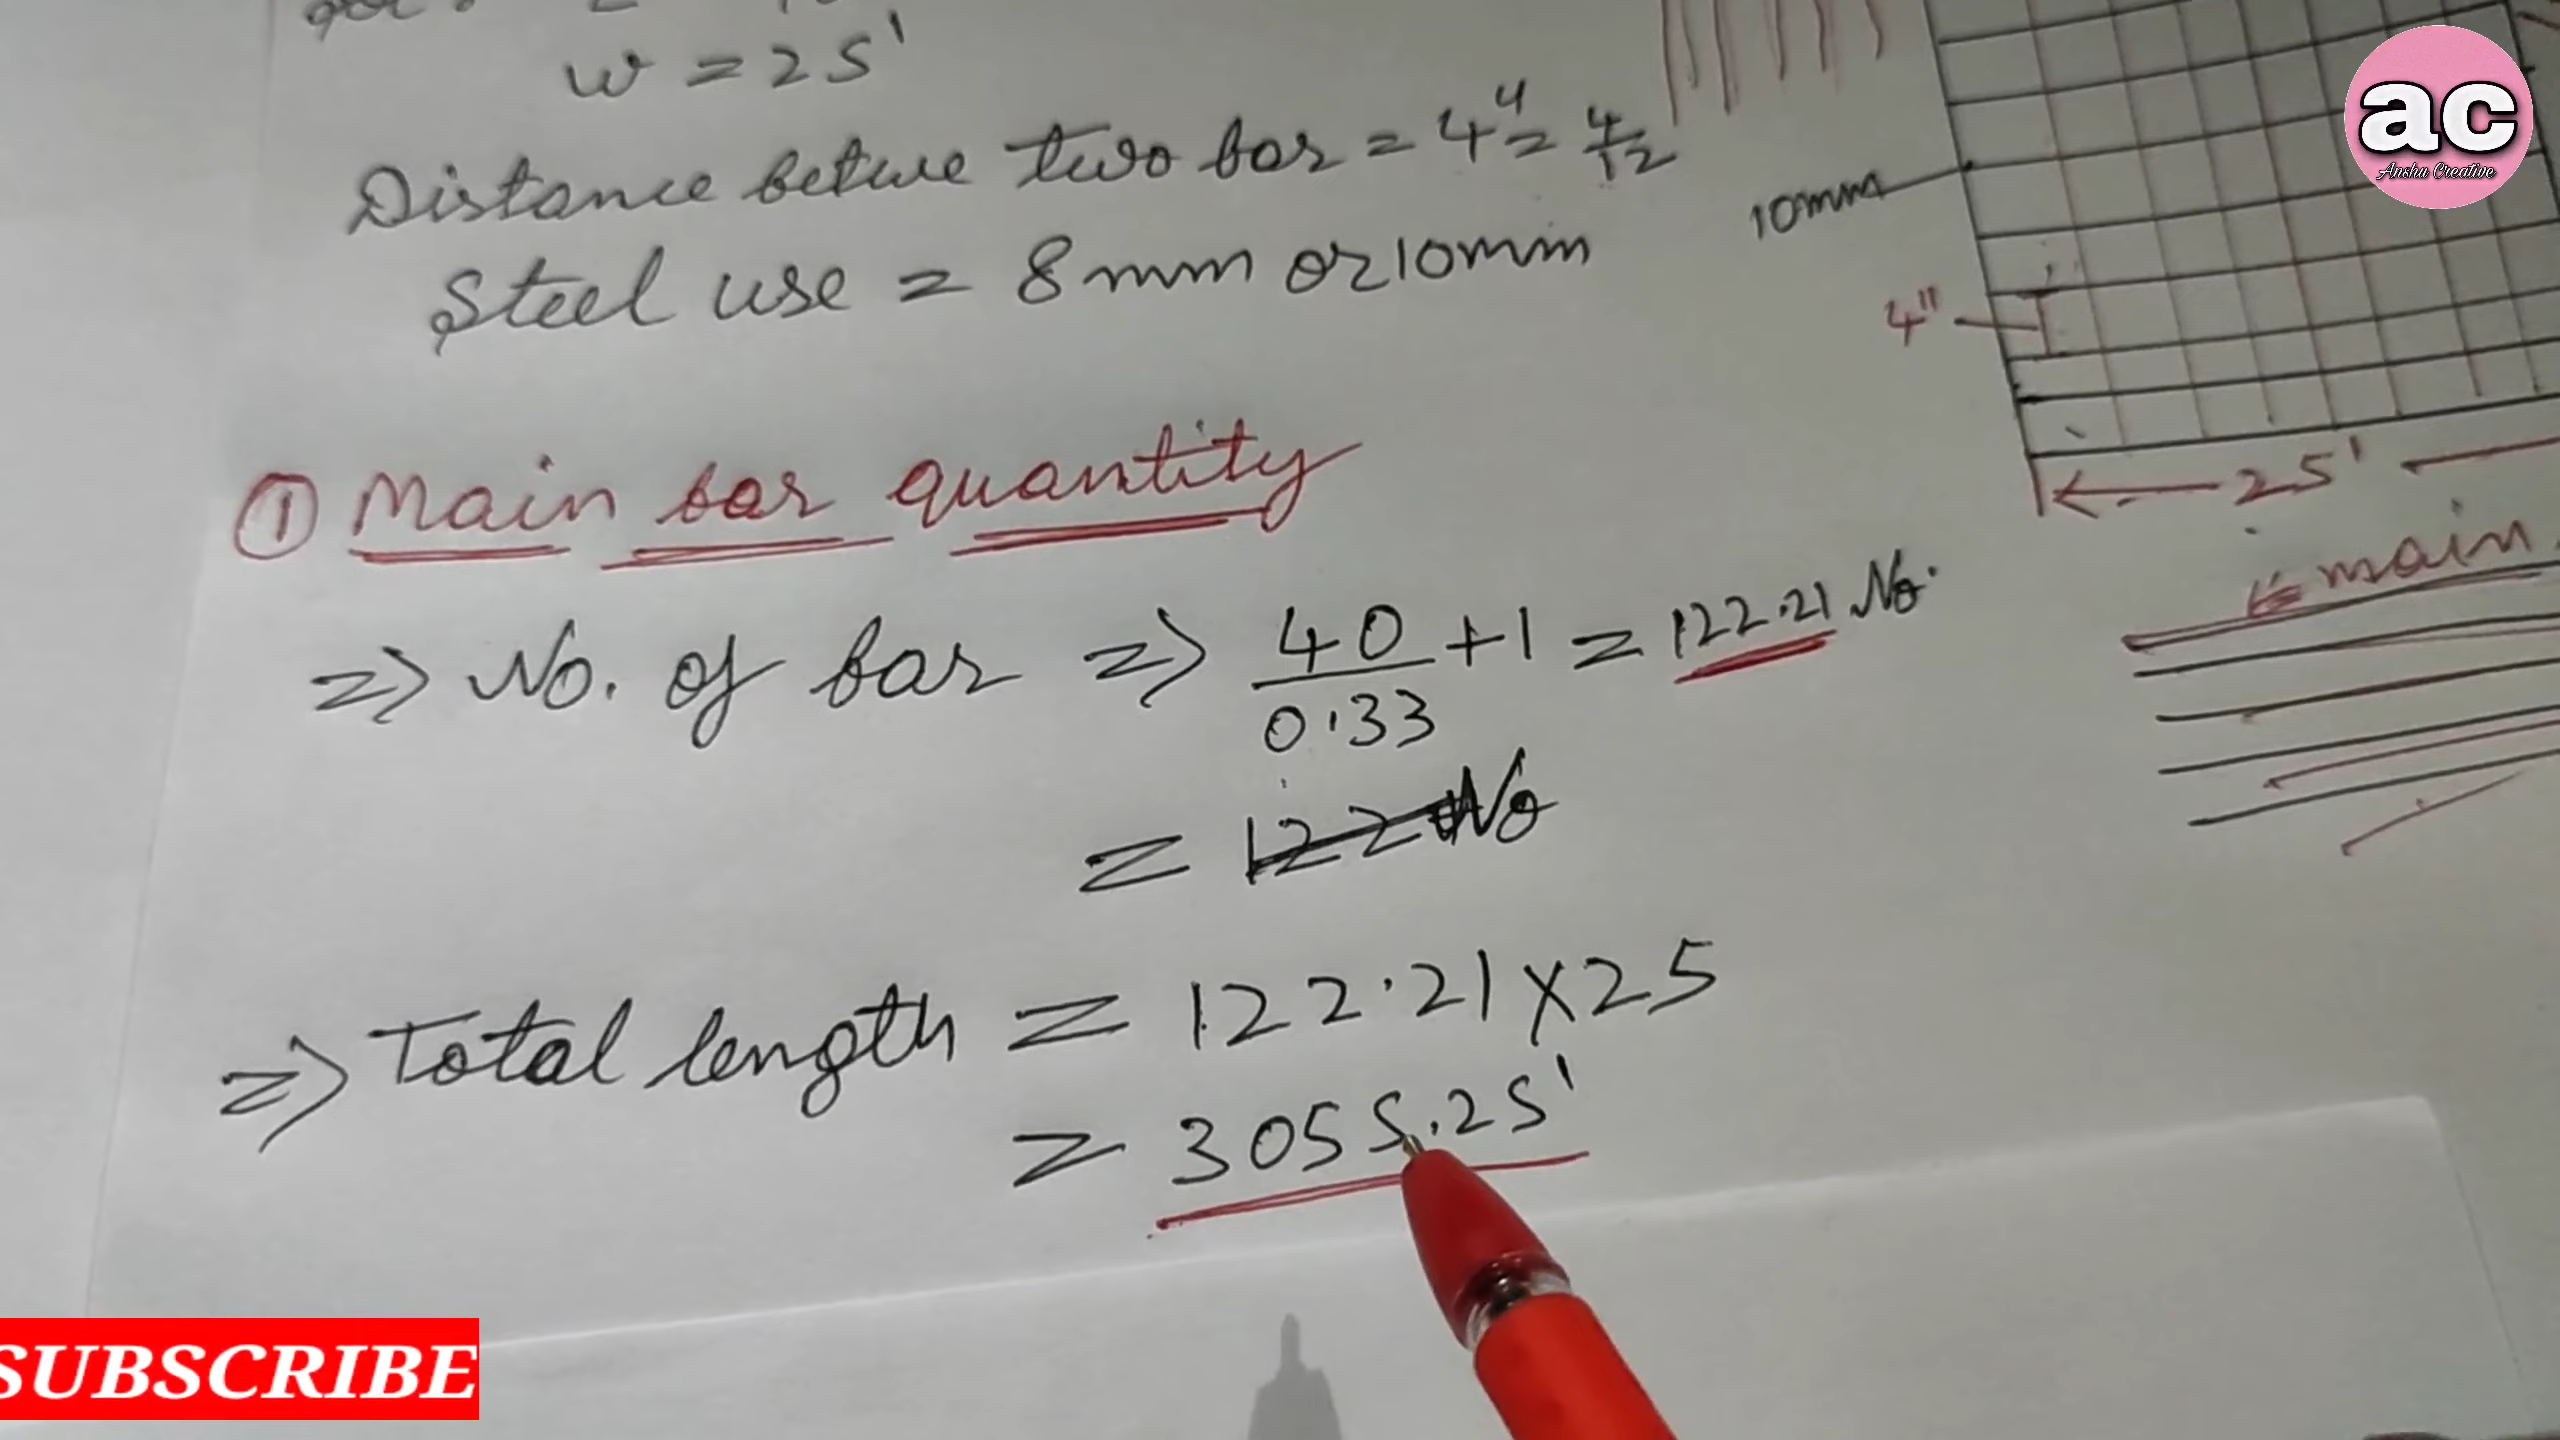 w = 25'
Distance betwe two bar = 4" = 4/12
Steel use = 8mm or 10mm
10mm
4"
25'
main
① Main bar quantity
=> No. of bar => 40/0.33 + 1 = 122.21 No.
= 122 No
=> Total length = 122.21 x 25
= 3055.25'
ac
Anshu Creative
SUBSCRIBE